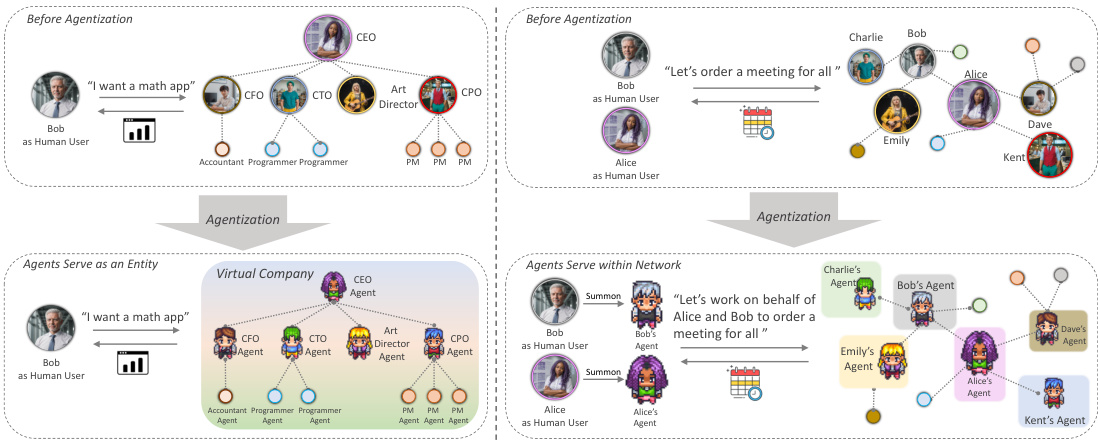 Before Agentization
CEO
"I want a math app"
Bob
as Human User
CFO
CTO
Art
Director
CPO
Accountant
Programmer
Programmer
PM
PM
PM
Agentization
Agents Serve as an Entity
Virtual Company
CEO
Agent
"I want a math app"
Bob
as Human User
CFO
Agent
CTO
Agent
Art
Director
Agent
CPO
Agent
Accountant
Agent
Programmer
Agent
Programmer
Agent
PM
Agent
PM
Agent
PM
Agent
Before Agentization
Bob
as Human User
Alice
as Human User
"Let's order a meeting for all "
Charlie
Bob
Alice
Emily
Dave
Kent
Agentization
Agents Serve within Network
Bob
as Human User
Summon
Bob's
Agent
Alice
as Human User
Summon
Alice's
Agent
"Let's work on behalf of
Alice and Bob to order a
meeting for all "
Charlie's
Agent
Bob's Agent
Emily's
Agent
Alice's
Agent
Dave's
Agent
Kent's Agent